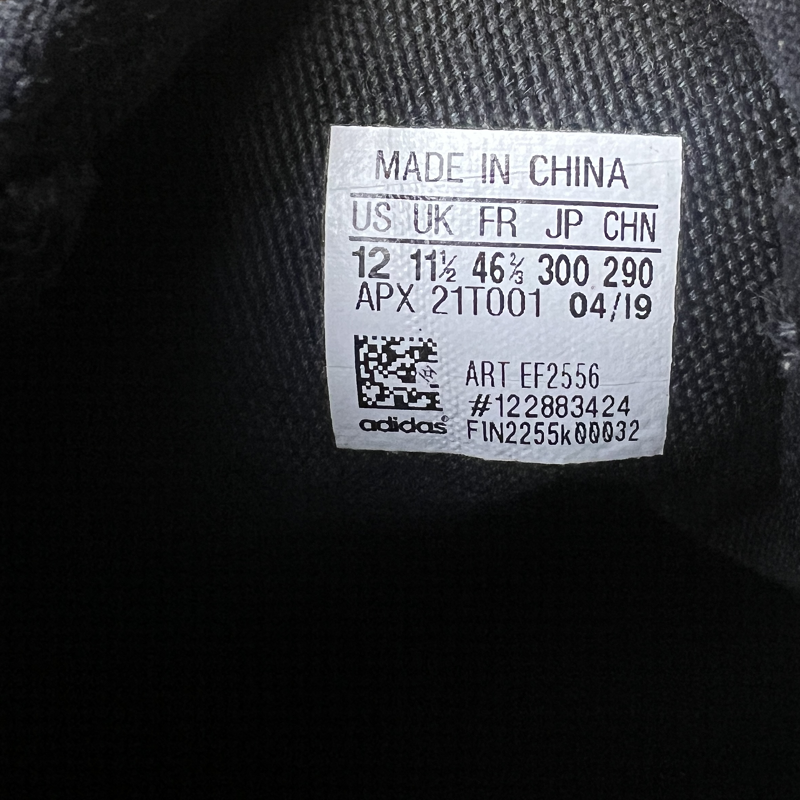 MADE IN CHINA
US UK FR JP CHN
12 11½ 46⅔ 300 290
APX 21T001 04/19
ART EF2556
#122883424
adidas®
FIN2255k00032